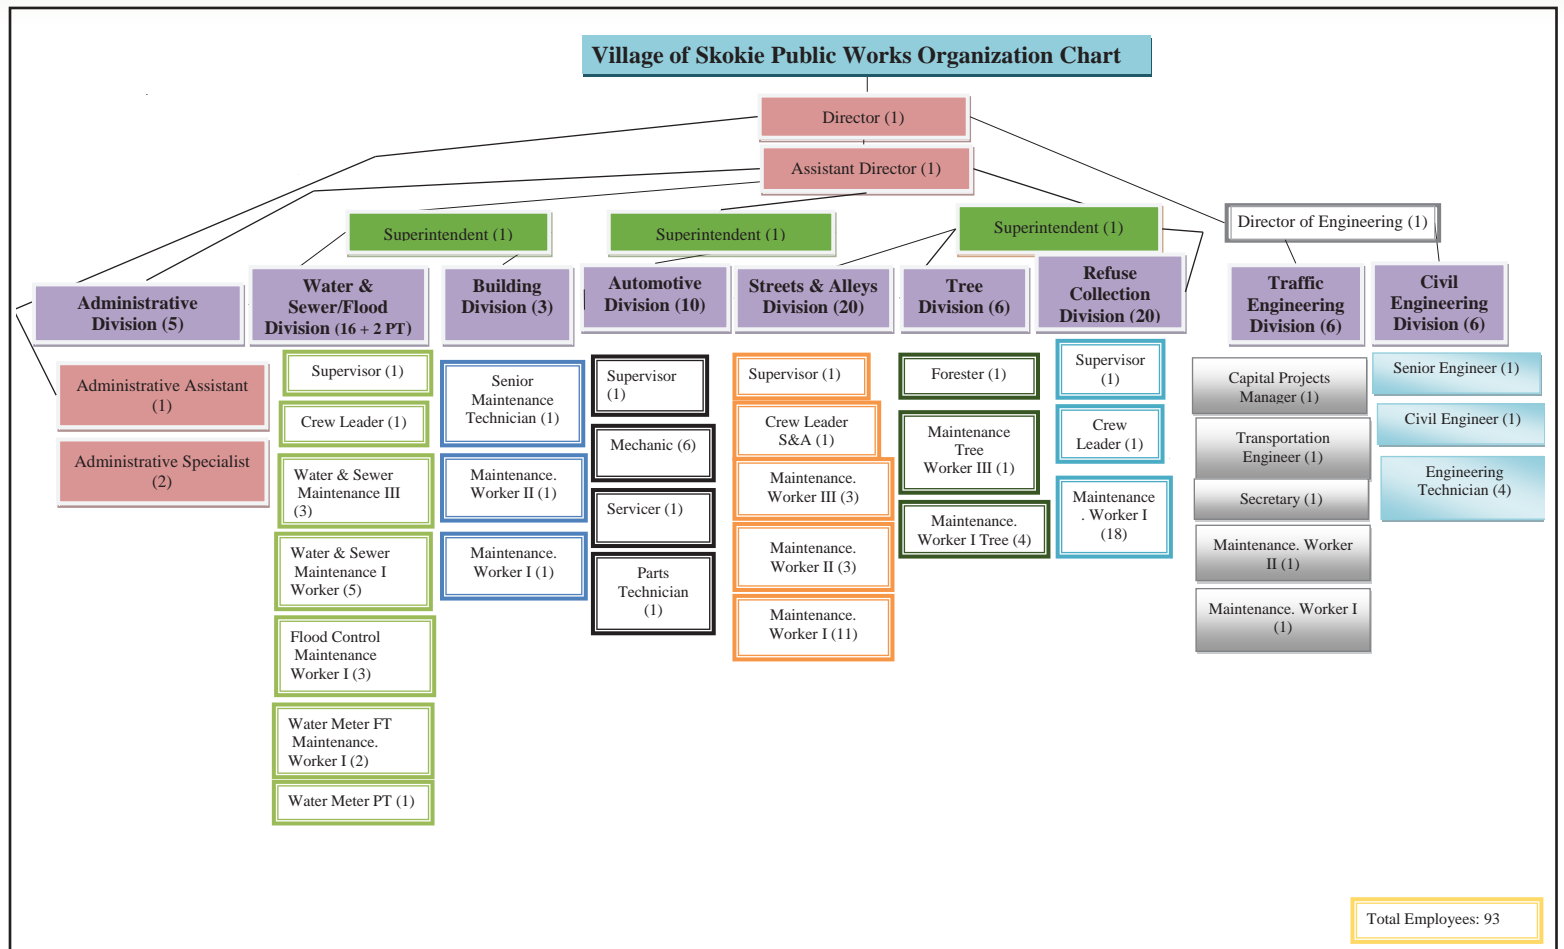 Village of Skokie Public Works Organization Chart
Director (1)
Assistant Director (1)
Superintendent (1)
Superintendent (1)
Superintendent (1)
Director of Engineering (1)
Administrative
Division (5)
Water &
Sewer/Flood
Division (16 + 2 PT)
Building
Division (3)
Automotive
Division (10)
Streets & Alleys
Division (20)
Tree
Division (6)
Refuse
Collection
Division (20)
Traffic
Engineering
Division (6)
Civil
Engineering
Division (6)
Administrative Assistant
(1)
Administrative Specialist
(2)
Supervisor (1)
Crew Leader (1)
Water & Sewer
Maintenance III
(3)
Water & Sewer
Maintenance I
Worker (5)
Flood Control
Maintenance
Worker I (3)
Water Meter FT
Maintenance.
Worker I (2)
Water Meter PT (1)
Senior
Maintenance
Technician (1)
Maintenance.
Worker II (1)
Maintenance.
Worker I (1)
Supervisor
(1)
Mechanic (6)
Servicer (1)
Parts
Technician
(1)
Supervisor (1)
Crew Leader
S&A (1)
Maintenance.
Worker III (3)
Maintenance.
Worker II (3)
Maintenance.
Worker I (11)
Forester (1)
Maintenance
Tree
Worker III (1)
Maintenance.
Worker I Tree (4)
Supervisor
(1)
Crew
Leader (1)
Maintenance
. Worker I
(18)
Capital Projects
Manager (1)
Transportation
Engineer (1)
Secretary (1)
Maintenance. Worker
II (1)
Maintenance. Worker I
(1)
Senior Engineer (1)
Civil Engineer (1)
Engineering
Technician (4)
Total Employees: 93